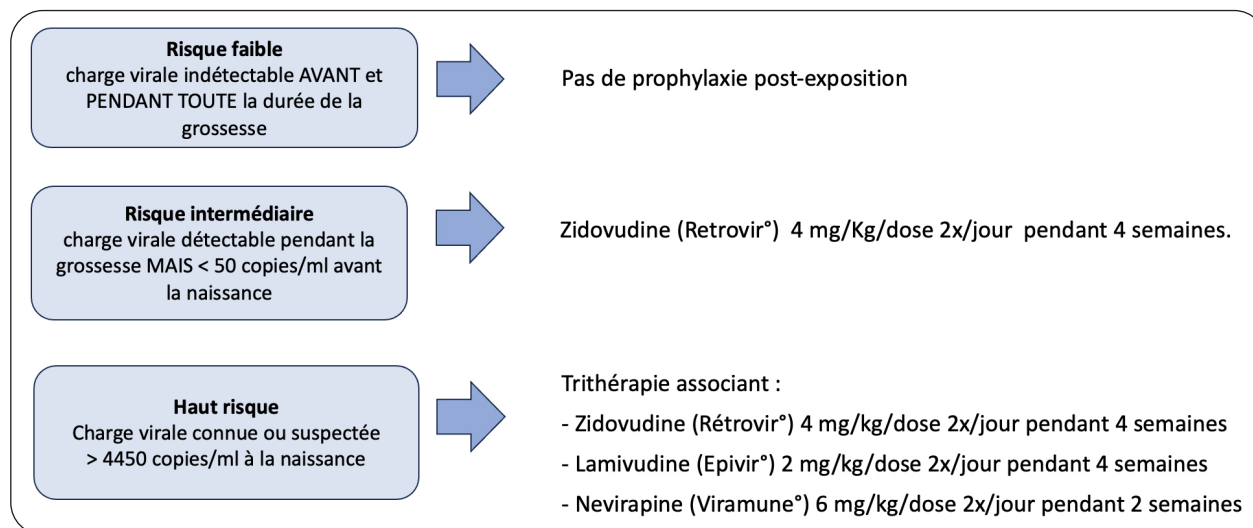 Risque faible
charge virale indétectable AVANT et
PENDANT TOUTE la durée de la
grossesse
Pas de prophylaxie post-exposition
Risque intermédiaire
charge virale détectable pendant la
grossesse MAIS < 50 copies/ml avant
la naissance
Zidovudine (Retrovir°)  4 mg/Kg/dose 2x/jour  pendant 4 semaines.
Haut risque
Charge virale connue ou suspectée
> 4450 copies/ml à la naissance
Trithérapie associant :
- Zidovudine (Rétrovir°) 4 mg/kg/dose 2x/jour pendant 4 semaines
- Lamivudine (Epivir°) 2 mg/kg/dose 2x/jour pendant 4 semaines
- Nevirapine (Viramune°) 6 mg/kg/dose 2x/jour pendant 2 semaines